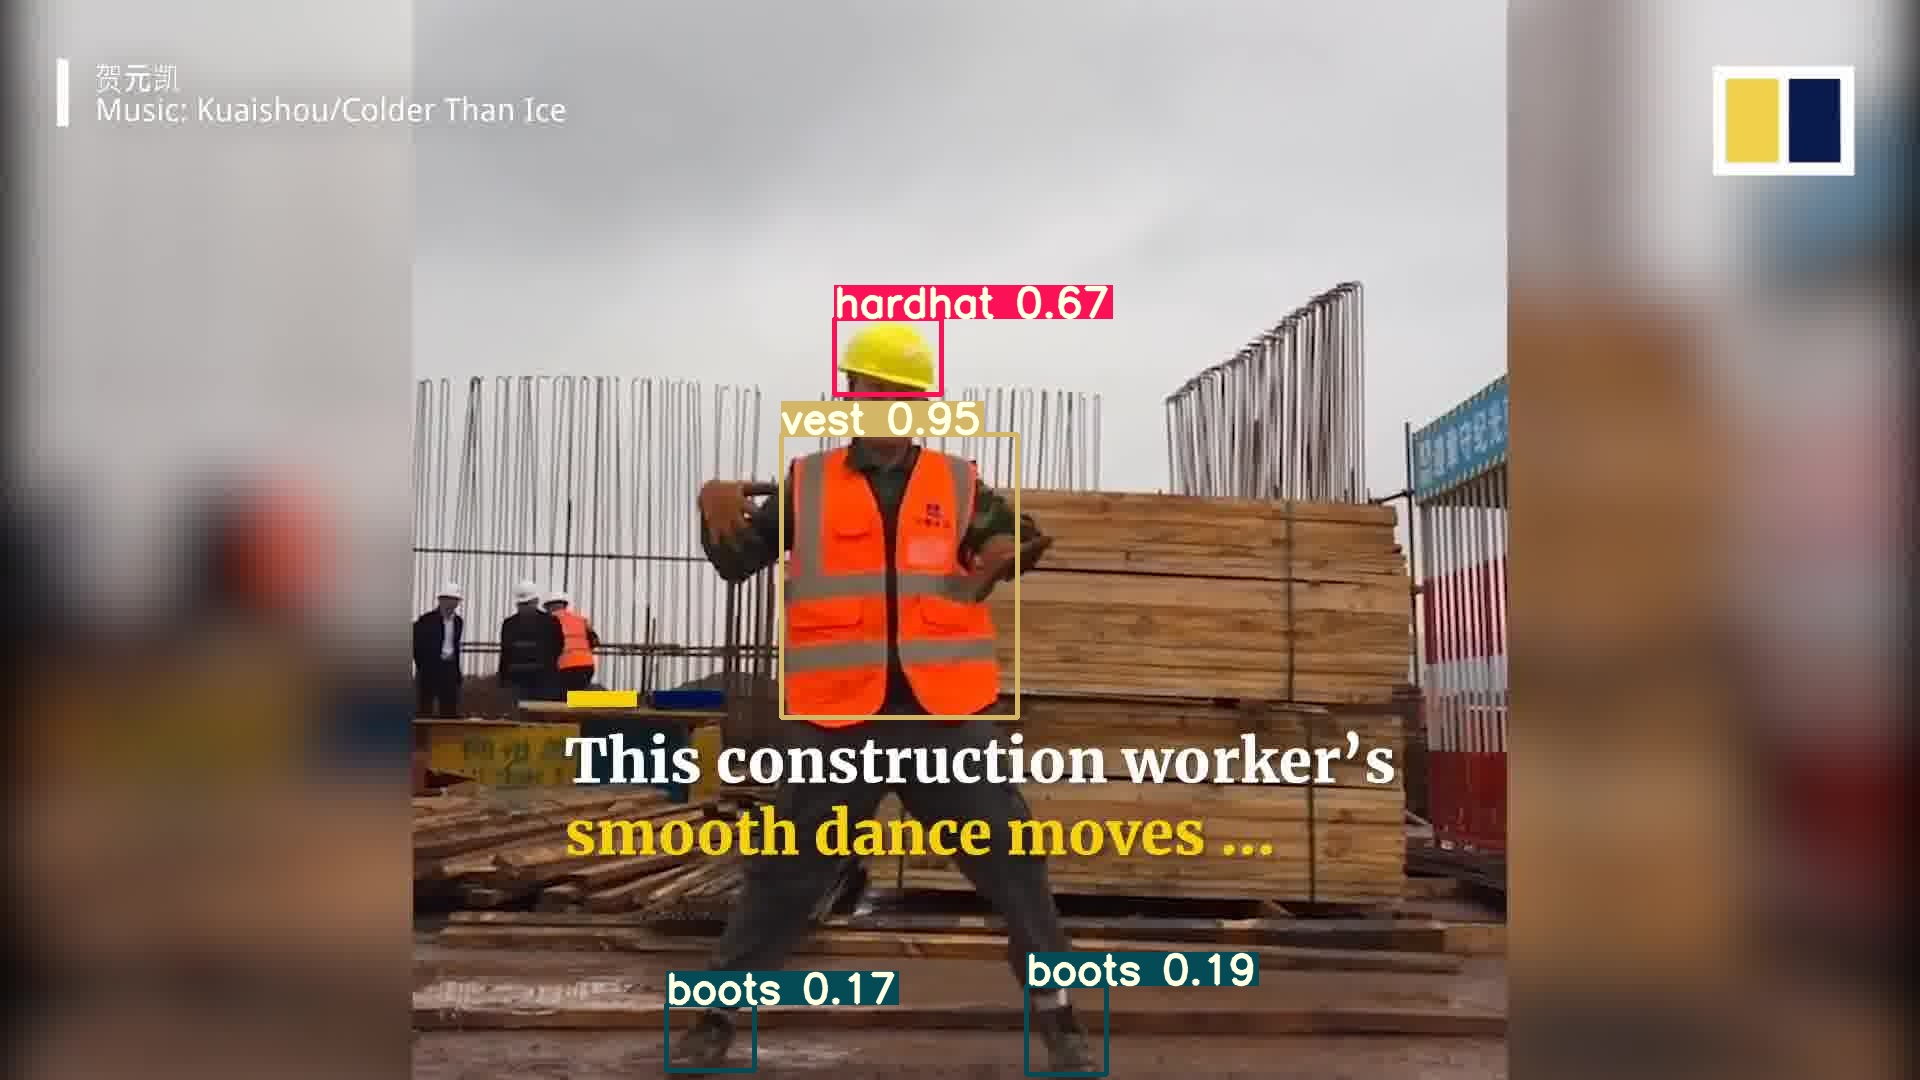 贺元凯
Music: Kuaishou/Colder Than Ice
hardhat 0.67
vest 0.95
This construction worker's
smooth dance moves ...
boots 0.17
boots 0.19